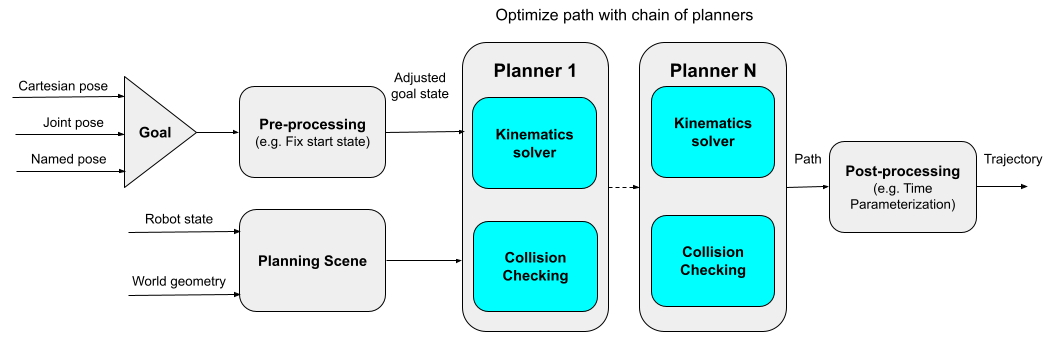 Optimize path with chain of planners
Cartesian pose
Joint pose
Named pose
Goal
Pre-processing
(e.g. Fix start state)
Adjusted
goal state
Robot state
World geometry
Planning Scene
Planner 1
Kinematics
solver
Collision
Checking
Planner N
Kinematics
solver
Collision
Checking
Path
Post-processing
(e.g. Time
Parameterization)
Trajectory